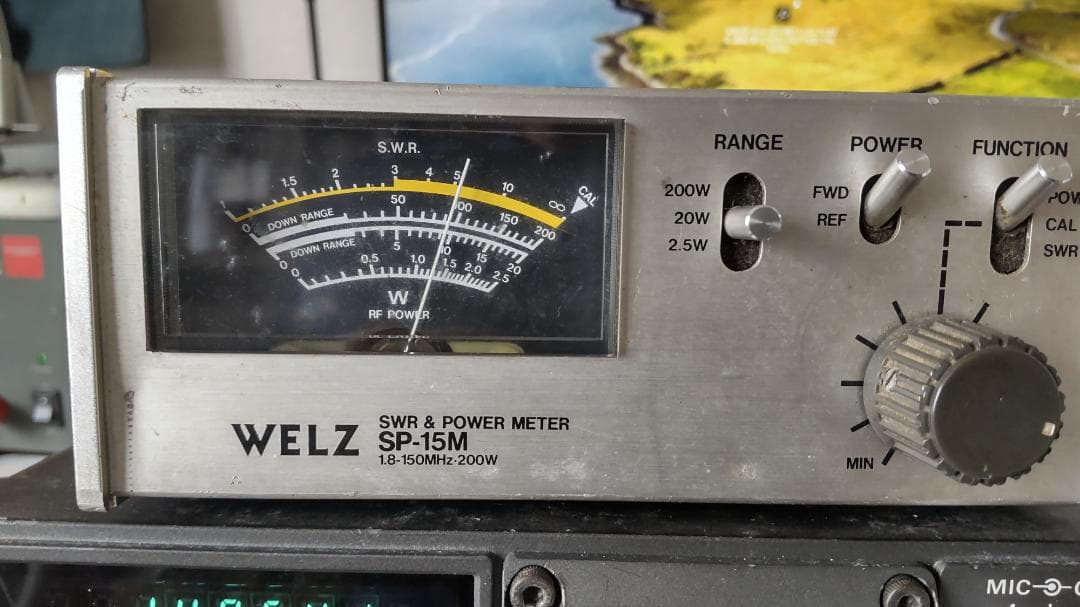 S.W.R.
1.5 2 3 4 5 10 ∞ CAL
0 DOWN RANGE 50 150 200
0 DOWN RANGE 5 15 20
0 0.5 1.0 1.5 2.0 2.5
W
RF POWER
RANGE
200W
20W
2.5W
POWER
FWD
REF
FUNCTION
CAL
SWR
MIN
WELZ
SWR & POWER METER
SP-15M
1.8-150MHz·200W
MIC